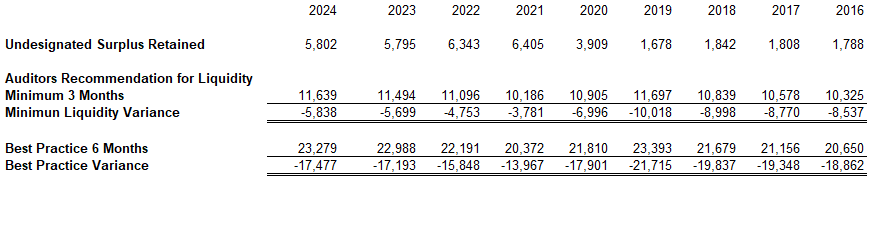 2024 2023 2022 2021 2020 2019 2018 2017 2016
Undesignated Surplus Retained 5,802 5,795 6,343 6,405 3,909 1,678 1,842 1,808 1,788
Auditors Recommendation for Liquidity
Minimum 3 Months 11,639 11,494 11,096 10,186 10,905 11,697 10,839 10,578 10,325
Minimun Liquidity Variance -5,838 -5,699 -4,753 -3,781 -6,996 -10,018 -8,998 -8,770 -8,537
Best Practice 6 Months 23,279 22,988 22,191 20,372 21,810 23,393 21,679 21,156 20,650
Best Practice Variance -17,477 -17,193 -15,848 -13,967 -17,901 -21,715 -19,837 -19,348 -18,862